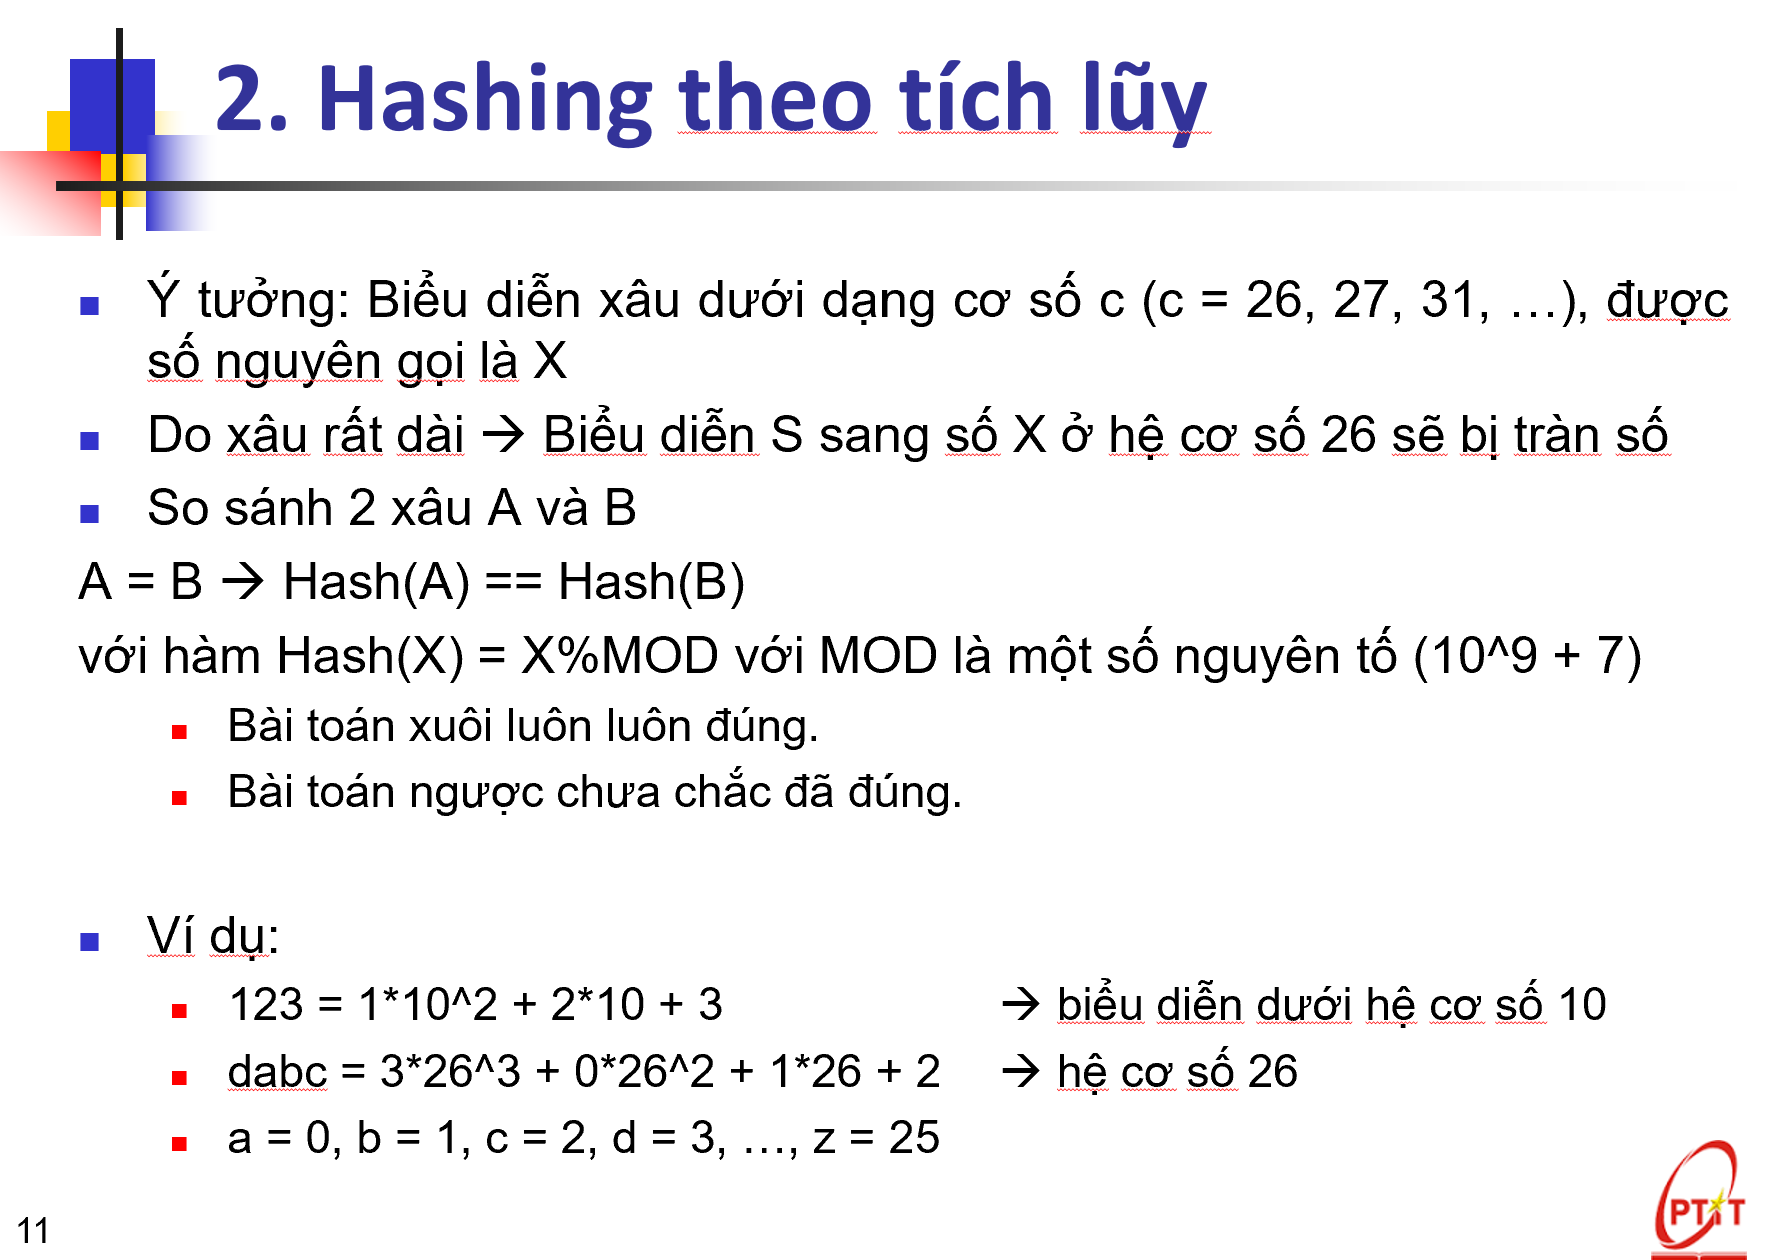 2. Hashing theo tích lũy
Ý tưởng: Biểu diễn xâu dưới dạng cơ số c (c = 26, 27, 31, …), được
số nguyên gọi là X
Do xâu rất dài → Biểu diễn S sang số X ở hệ cơ số 26 sẽ bị tràn số
So sánh 2 xâu A và B
A = B → Hash(A) == Hash(B)
với hàm Hash(X) = X%MOD với MOD là một số nguyên tố (10^9 + 7)
Bài toán xuôi luôn luôn đúng.
Bài toán ngược chưa chắc đã đúng.
Ví dụ:
123 = 1*10^2 + 2*10 + 3 → biểu diễn dưới hệ cơ số 10
dabc = 3*26^3 + 0*26^2 + 1*26 + 2 → hệ cơ số 26
a = 0, b = 1, c = 2, d = 3, …, z = 25
PTIT
11